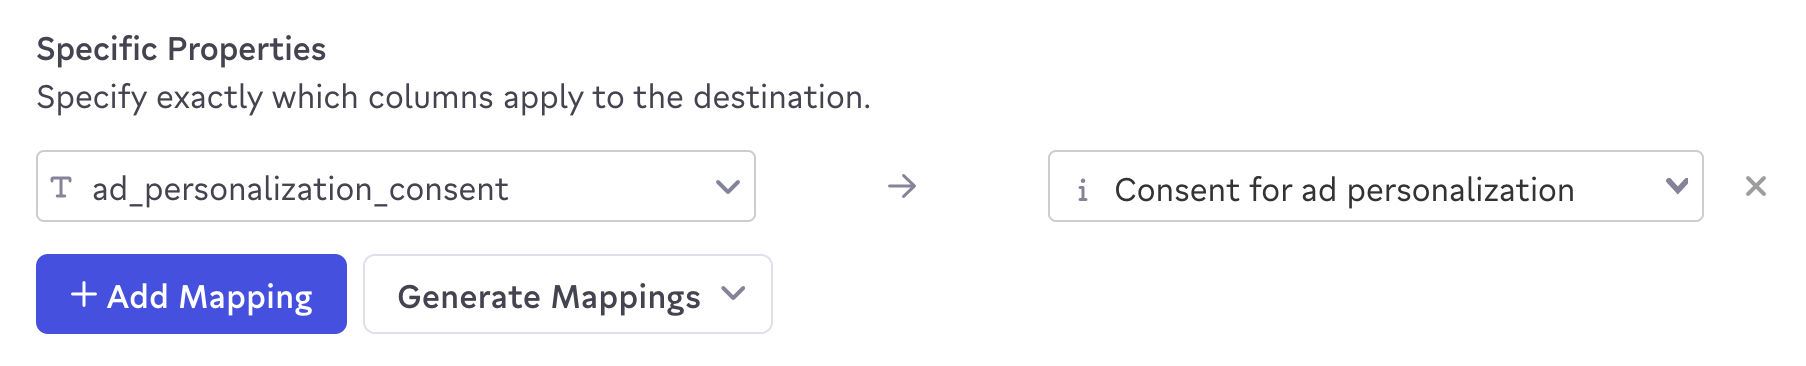 Specific Properties
Specify exactly which columns apply to the destination.
T ad_personalization_consent → i Consent for ad personalization ×
+ Add Mapping Generate Mappings